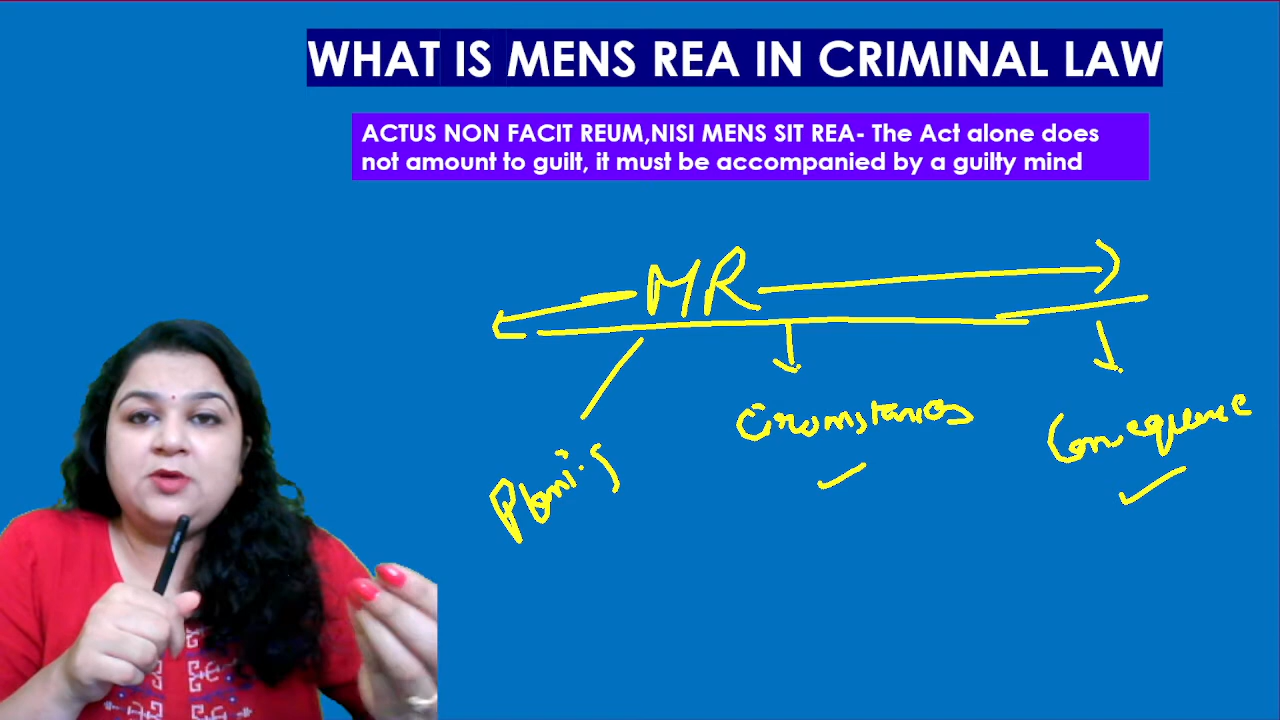 WHAT IS MENS REA IN CRIMINAL LAW
ACTUS NON FACIT REUM,NISI MENS SIT REA- The Act alone does
not amount to guilt, it must be accompanied by a guilty mind
MR
Circumstances
Consequence